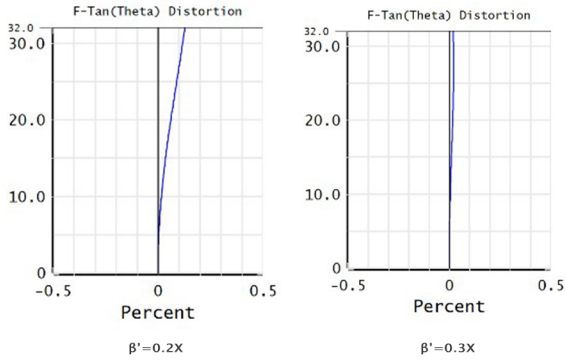 F-Tan(Theta) Distortion
32.0
30.0
20.0
10.0
0
-0.5 0 0.5
Percent
β'=0.2X
F-Tan(Theta) Distortion
32.0
30.0
20.0
10.0
0
-0.5 0 0.5
Percent
β'=0.3X